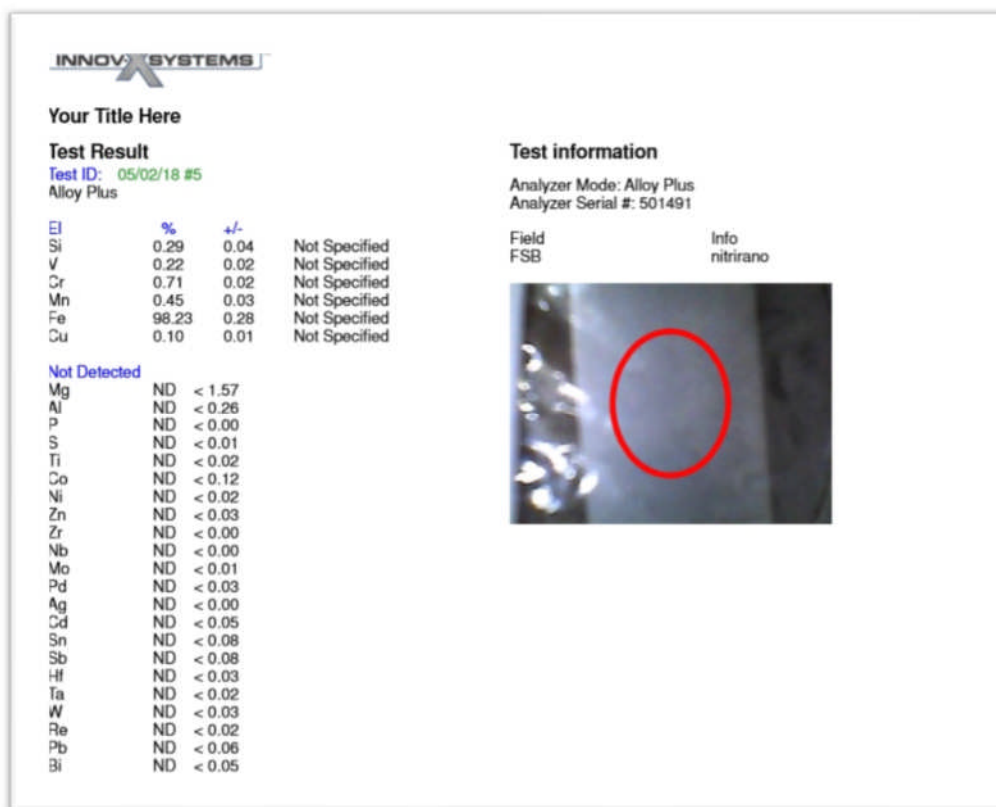 INNOV-X SYSTEMS
Your Title Here
Test Result
Test ID: 05/02/18 #5
Alloy Plus
El % +/-
Si 0.29 0.04 Not Specified
V 0.22 0.02 Not Specified
Cr 0.71 0.02 Not Specified
Mn 0.45 0.03 Not Specified
Fe 98.23 0.28 Not Specified
Cu 0.10 0.01 Not Specified
Not Detected
Mg ND < 1.57
Al ND < 0.26
P ND < 0.00
S ND < 0.01
Ti ND < 0.02
Co ND < 0.12
Ni ND < 0.02
Zn ND < 0.03
Zr ND < 0.00
Nb ND < 0.00
Mo ND < 0.01
Pd ND < 0.03
Ag ND < 0.00
Cd ND < 0.05
Sn ND < 0.08
Sb ND < 0.08
Hf ND < 0.03
Ta ND < 0.02
W ND < 0.03
Re ND < 0.02
Pb ND < 0.06
Bi ND < 0.05
Test information
Analyzer Mode: Alloy Plus
Analyzer Serial #: 501491
Field Info
FSB nitrirano